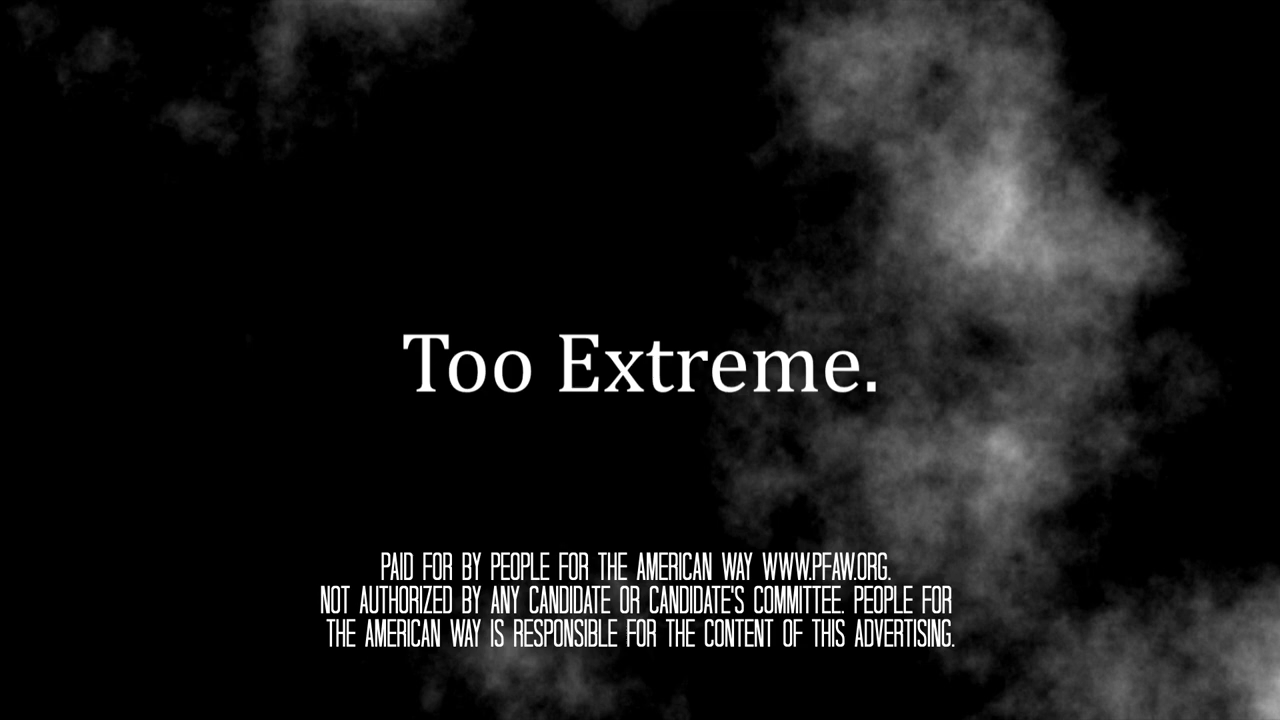 Too Extreme.
PAID FOR BY PEOPLE FOR THE AMERICAN WAY WWW.PFAW.ORG.
NOT AUTHORIZED BY ANY CANDIDATE OR CANDIDATE'S COMMITTEE. PEOPLE FOR
THE AMERICAN WAY IS RESPONSIBLE FOR THE CONTENT OF THIS ADVERTISING.